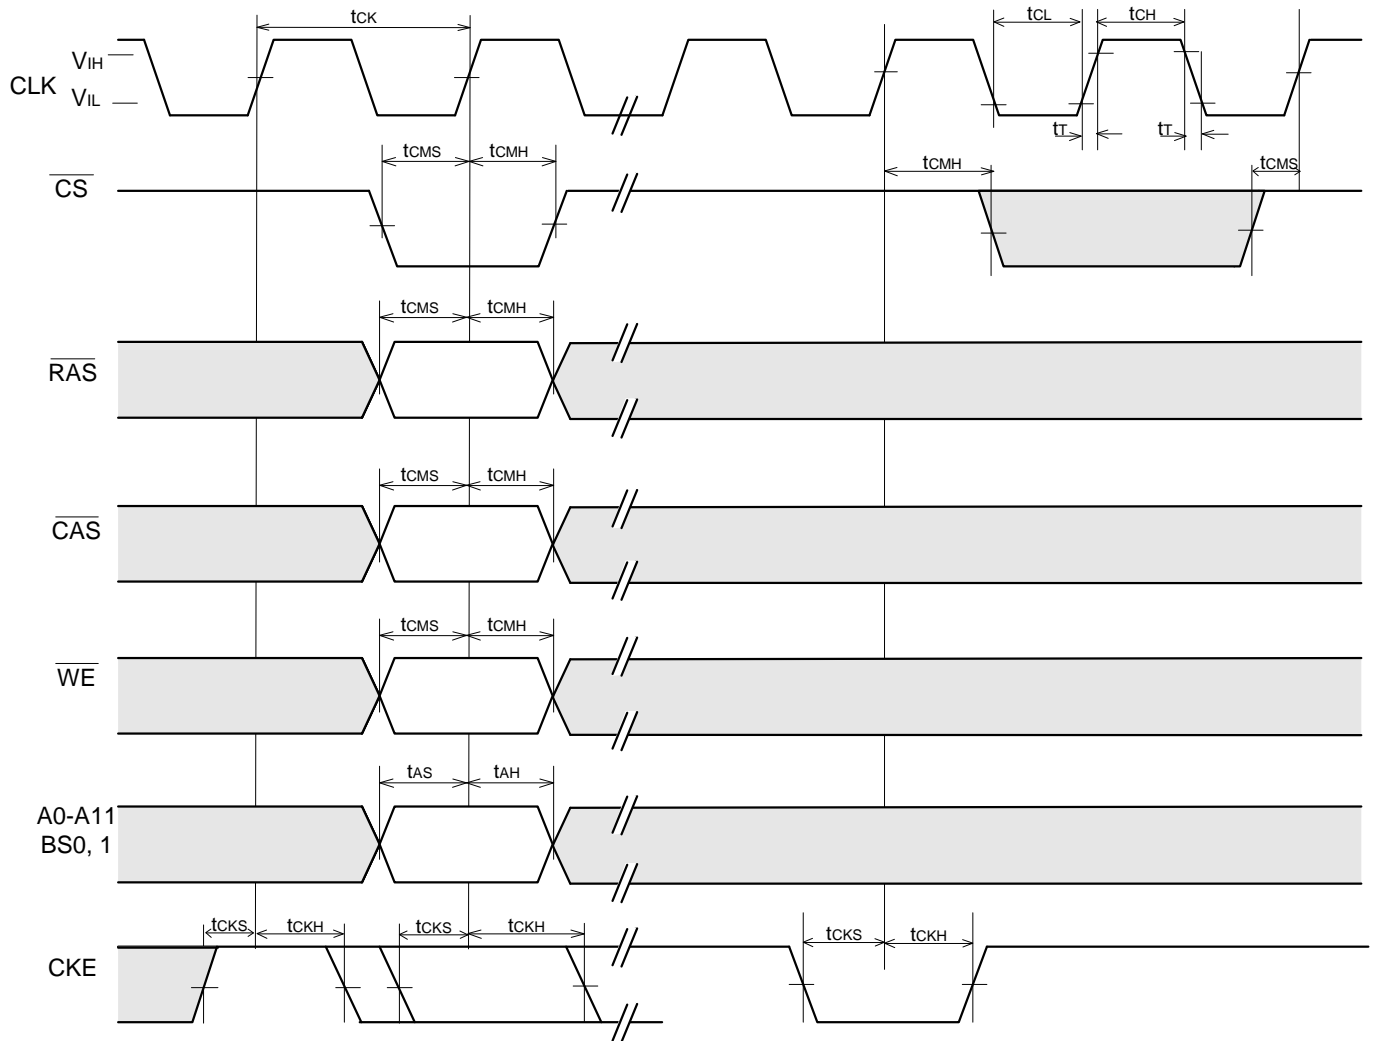 tCK tCL tCH
VIH
CLK
VIL
tT tT
tCMS tCMH tCMH tCMS
CS
tCMS tCMH
RAS
tCMS tCMH
CAS
tCMS tCMH
WE
tAS tAH
A0-A11
BS0, 1
tCKS tCKH tCKS tCKH tCKS tCKH
CKE